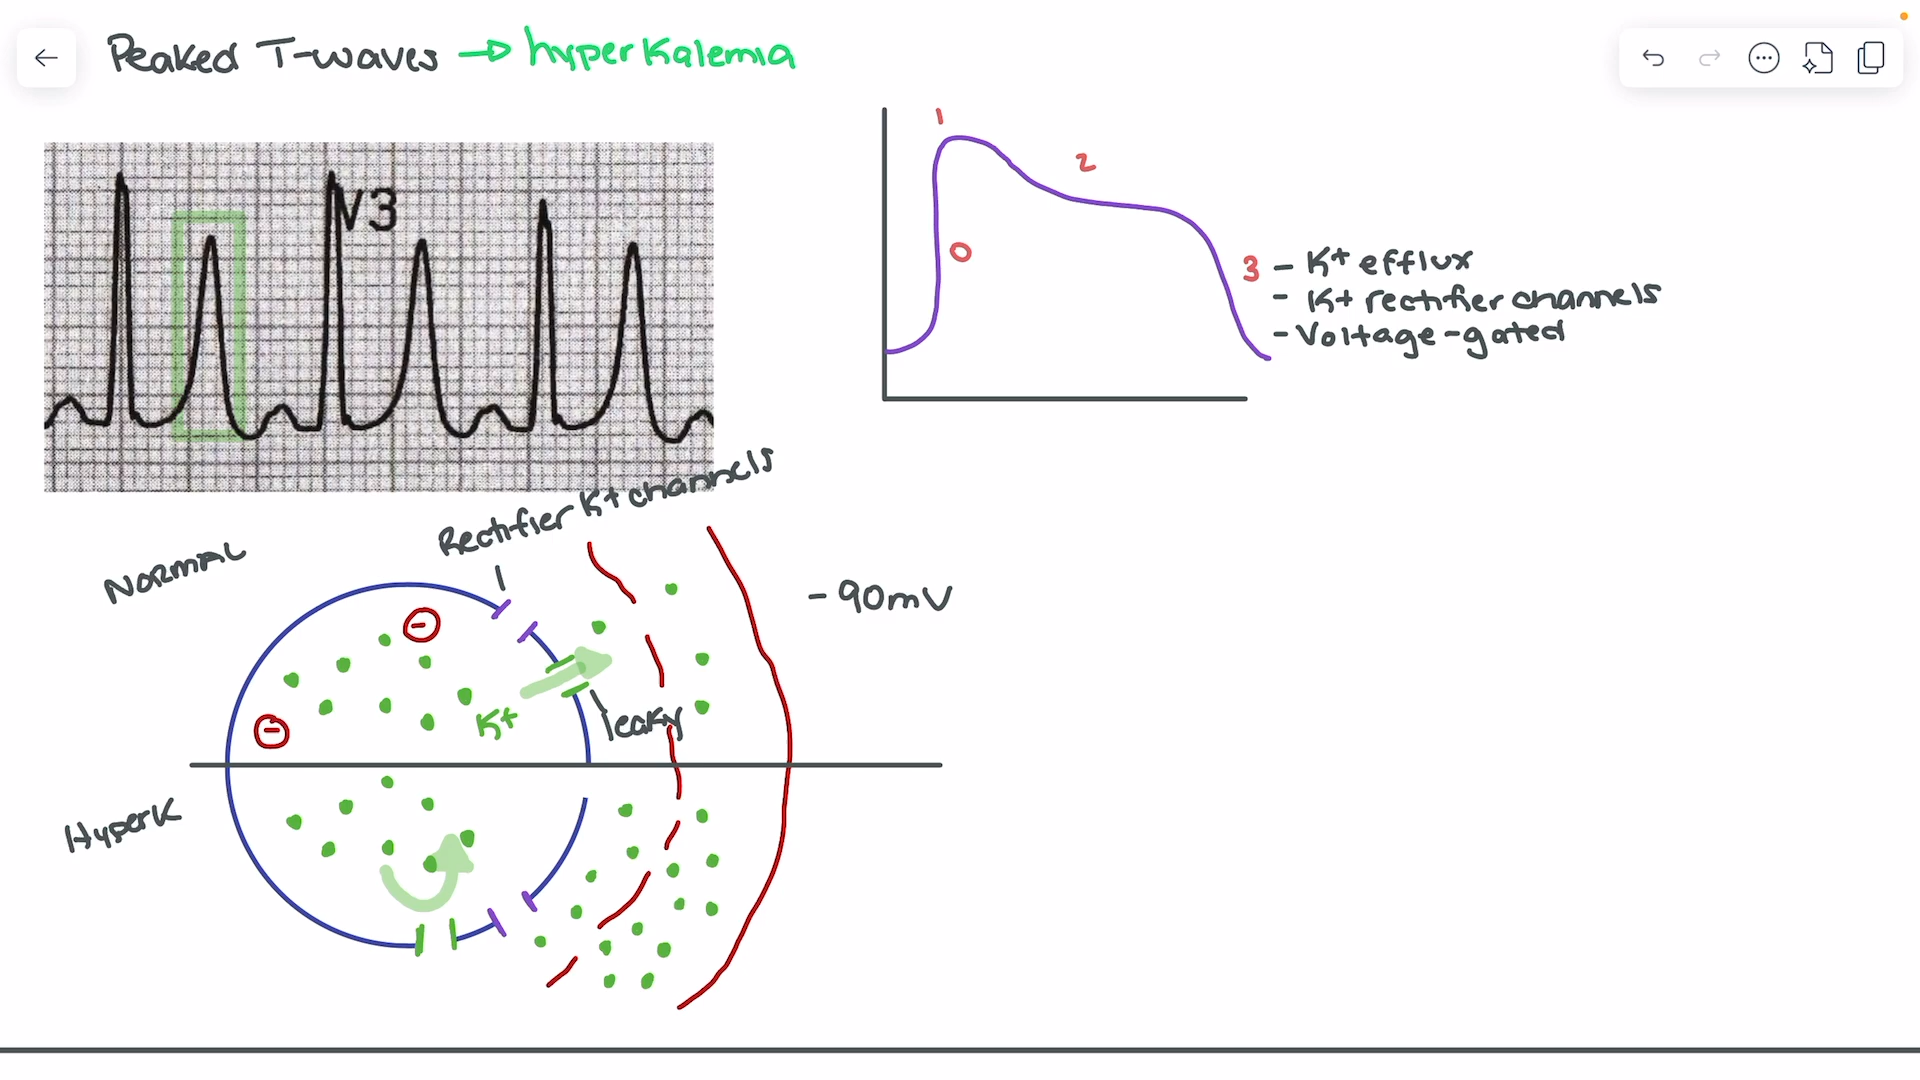 Peaked T-waves → hyperkalemia
V3
1
2
0
3 - K+ efflux
- K+ rectifier channels
- Voltage-gated
Rectifier K+ channels
NORMAL
-90mV
K+
leaky
HyperK